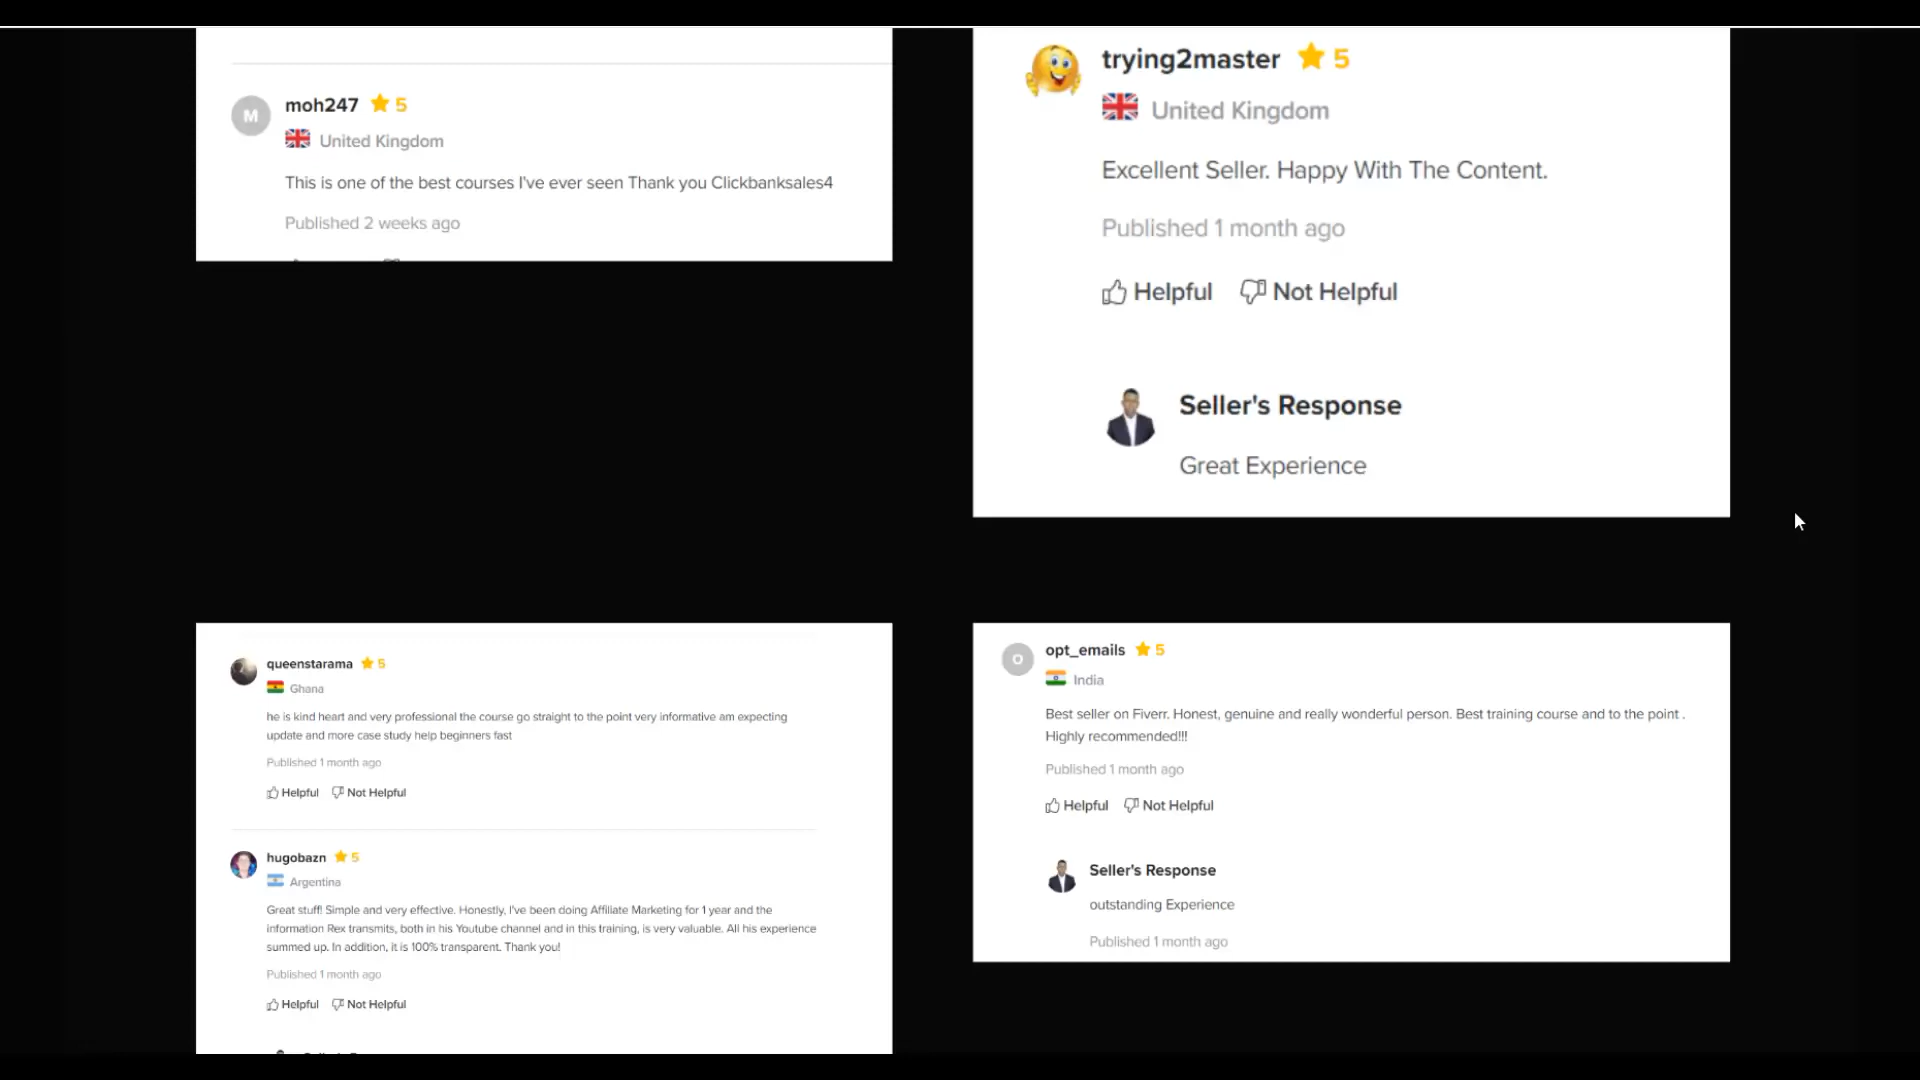 M
moh247 5
United Kingdom
This is one of the best courses I've ever seen Thank you Clickbanksales4
Published 2 weeks ago
trying2master 5
United Kingdom
Excellent Seller. Happy With The Content.
Published 1 month ago
Helpful Not Helpful
Seller's Response
Great Experience
queenstarama 5
Ghana
he is kind heart and very professional the course go straight to the point very informative am expecting
update and more case study help beginners fast
Published 1 month ago
Helpful Not Helpful
hugobazn 5
Argentina
Great stuff! Simple and very effective. Honestly, I've been doing Affiliate Marketing for 1 year and the
information Rex transmits, both in his Youtube channel and in this training, is very valuable. All his experience
summed up. In addition, it is 100% transparent. Thank you!
Published 1 month ago
Helpful Not Helpful
O
opt_emails 5
India
Best seller on Fiverr. Honest, genuine and really wonderful person. Best training course and to the point .
Highly recommended!!!
Published 1 month ago
Helpful Not Helpful
Seller's Response
outstanding Experience
Published 1 month ago